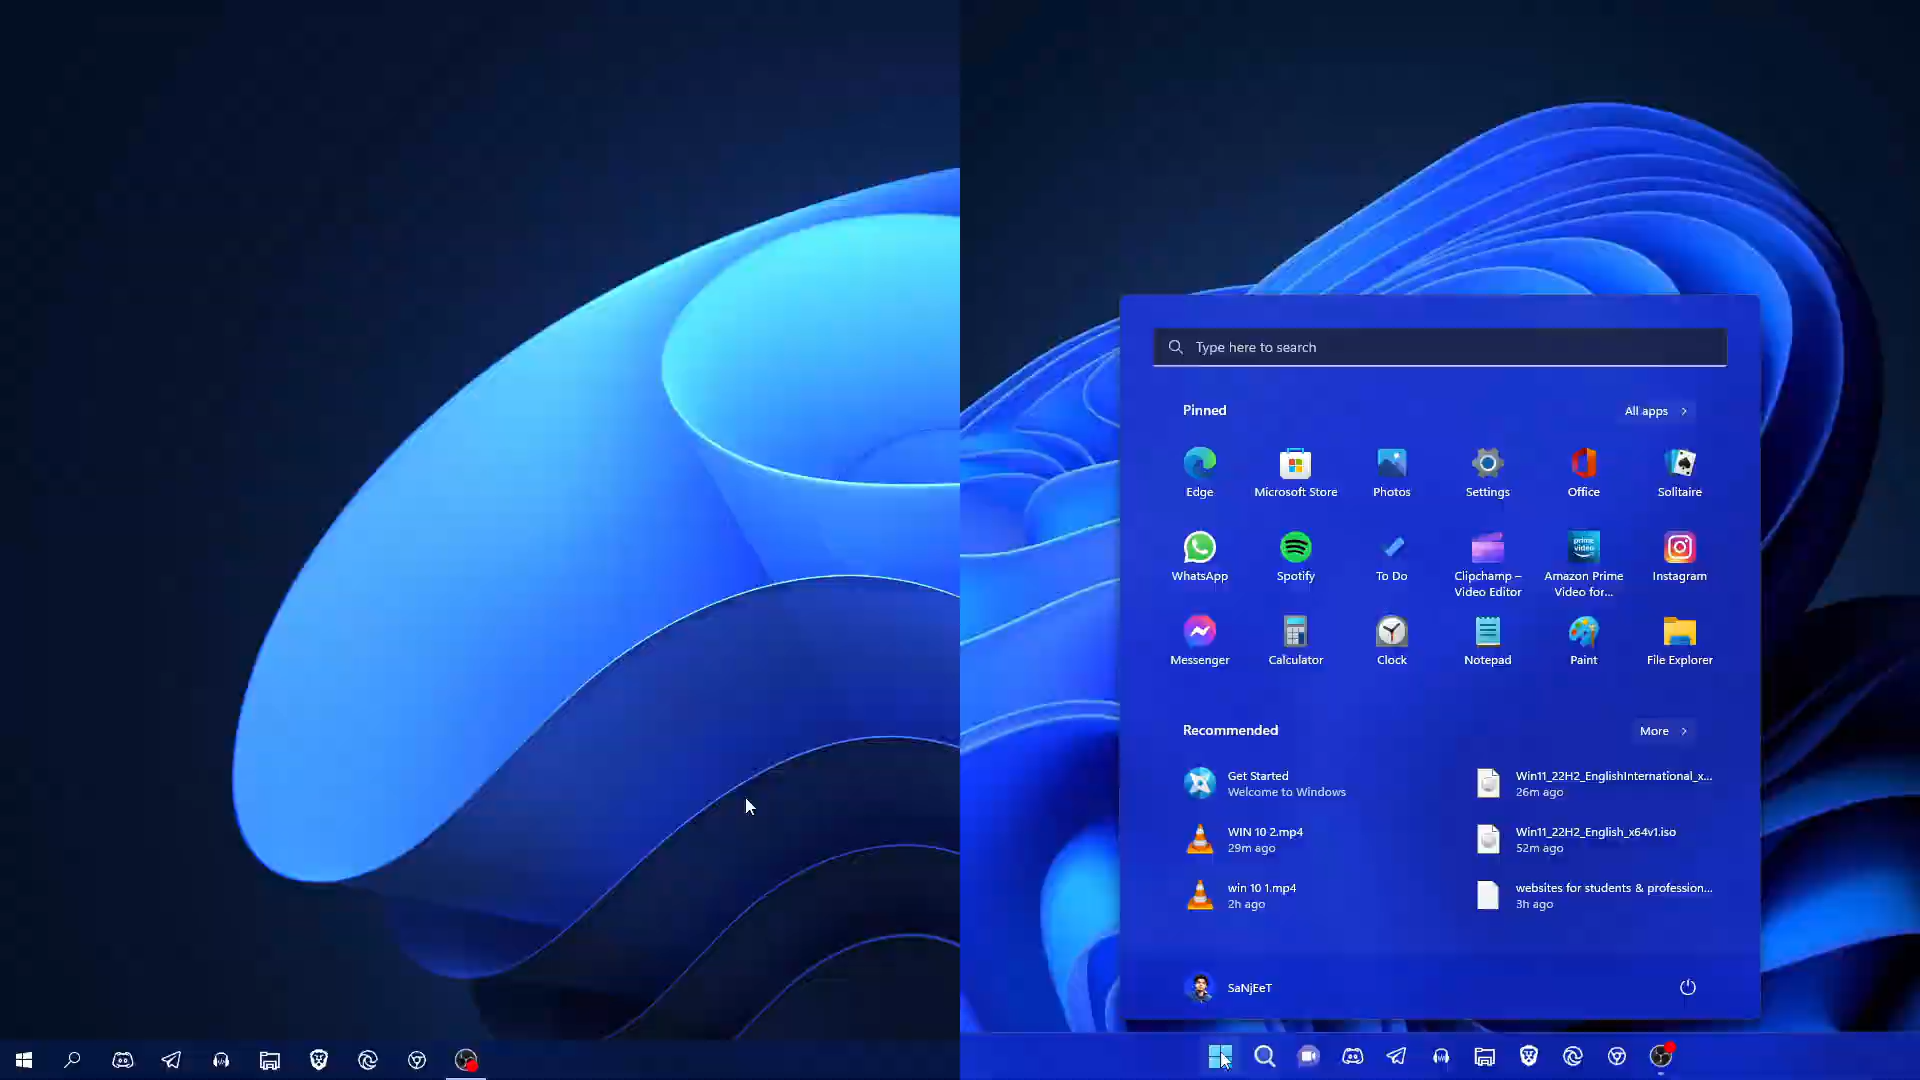 Type here to search
Pinned
All apps
Edge
Microsoft Store
Photos
Settings
Office
Solitaire
WhatsApp
Spotify
To Do
Clipchamp –
Video Editor
prime
video
Amazon Prime
Video for...
Instagram
Messenger
Calculator
Clock
Notepad
Paint
File Explorer
Recommended
More
Get Started
Welcome to Windows
Win11_22H2_EnglishInternational_x...
26m ago
WIN 10 2.mp4
29m ago
Win11_22H2_English_x64v1.iso
52m ago
win 10 1.mp4
2h ago
websites for students & profession...
3h ago
SaNjEeT